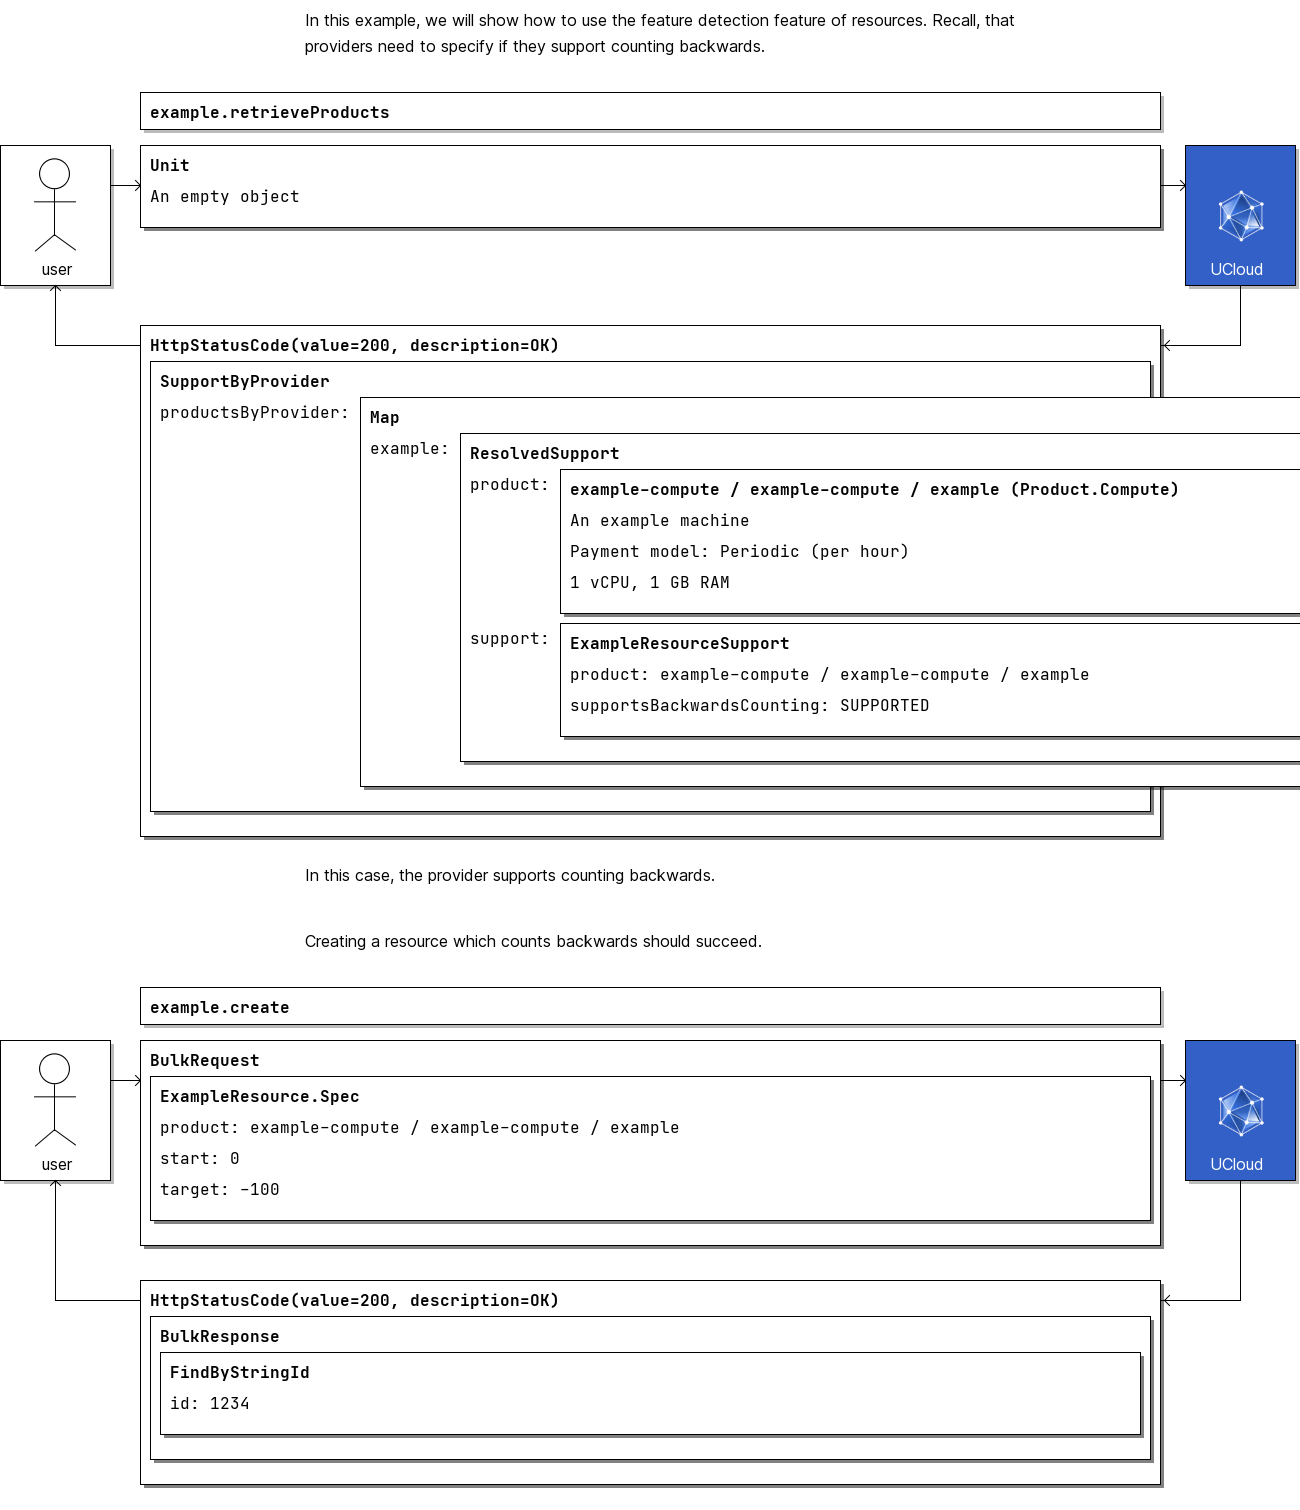 In this example, we will show how to use the feature detection feature of resources. Recall, that
providers need to specify if they support counting backwards.
example.retrieveProducts
Unit
An empty object
user
UCloud
HttpStatusCode(value=200, description=OK)
SupportByProvider
productsByProvider:
Map
example:
ResolvedSupport
product:
example-compute / example-compute / example (Product.Compute)
An example machine
Payment model: Periodic (per hour)
1 vCPU, 1 GB RAM
support:
ExampleResourceSupport
product: example-compute / example-compute / example
supportsBackwardsCounting: SUPPORTED
In this case, the provider supports counting backwards.
Creating a resource which counts backwards should succeed.
example.create
BulkRequest
ExampleResource.Spec
product: example-compute / example-compute / example
start: 0
target: -100
user
UCloud
HttpStatusCode(value=200, description=OK)
BulkResponse
FindByStringId
id: 1234